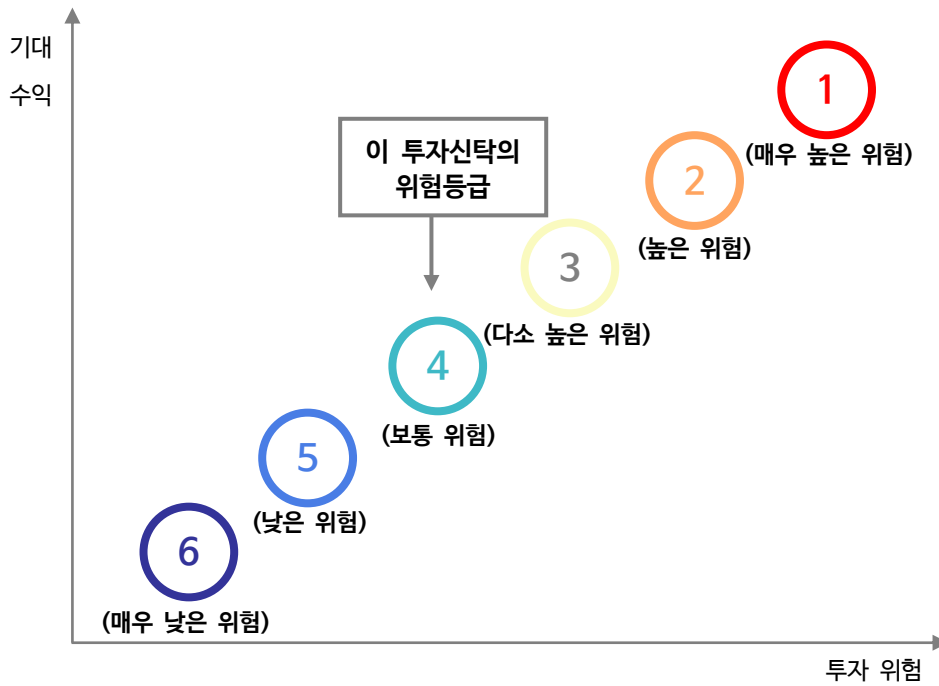 기대
수익
1
(매우 높은 위험)
이 투자신탁의
위험등급
2
(높은 위험)
3
(다소 높은 위험)
4
(보통 위험)
5
(낮은 위험)
6
(매우 낮은 위험)
투자 위험